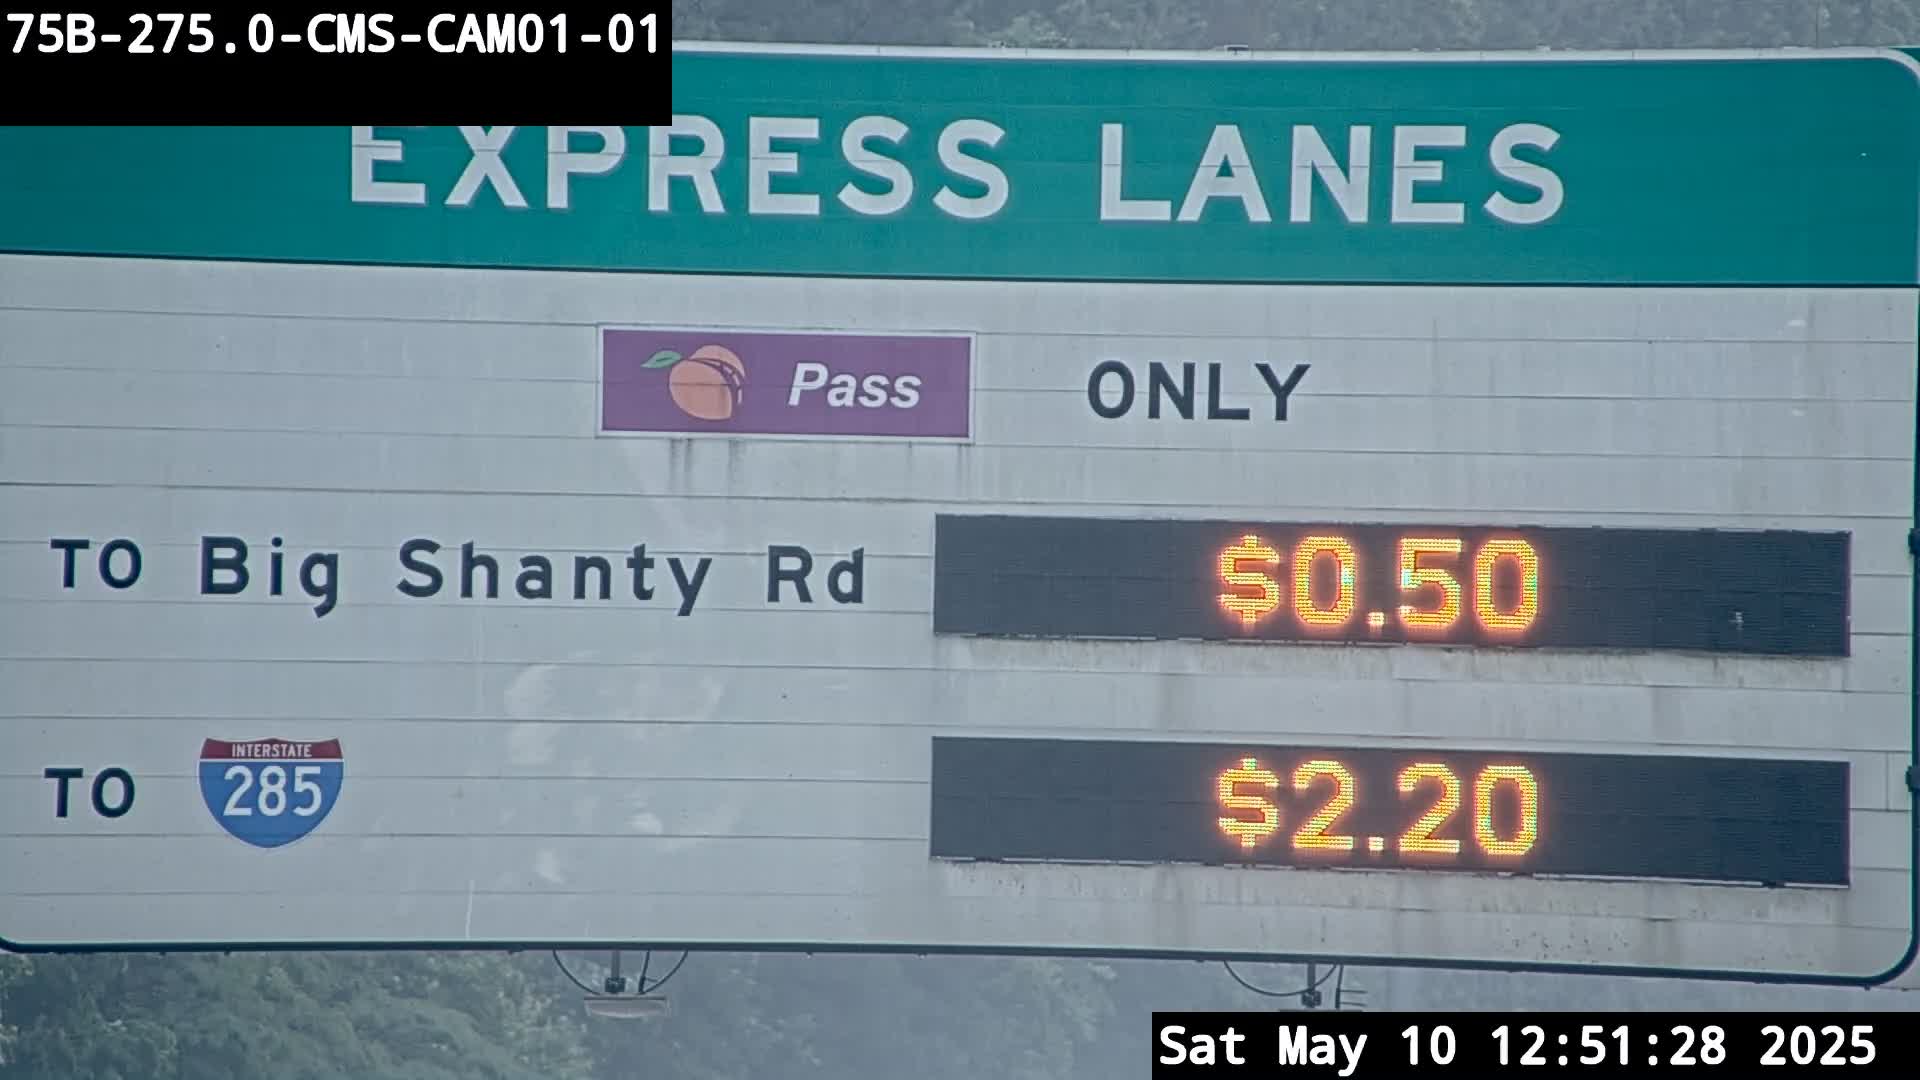 75B-275.0-CMS-CAM01-01
EXPRESS LANES
Pass ONLY
TO Big Shanty Rd $0.50
INTERSTATE
TO 285 $2.20
Sat May 10 12:51:28 2025